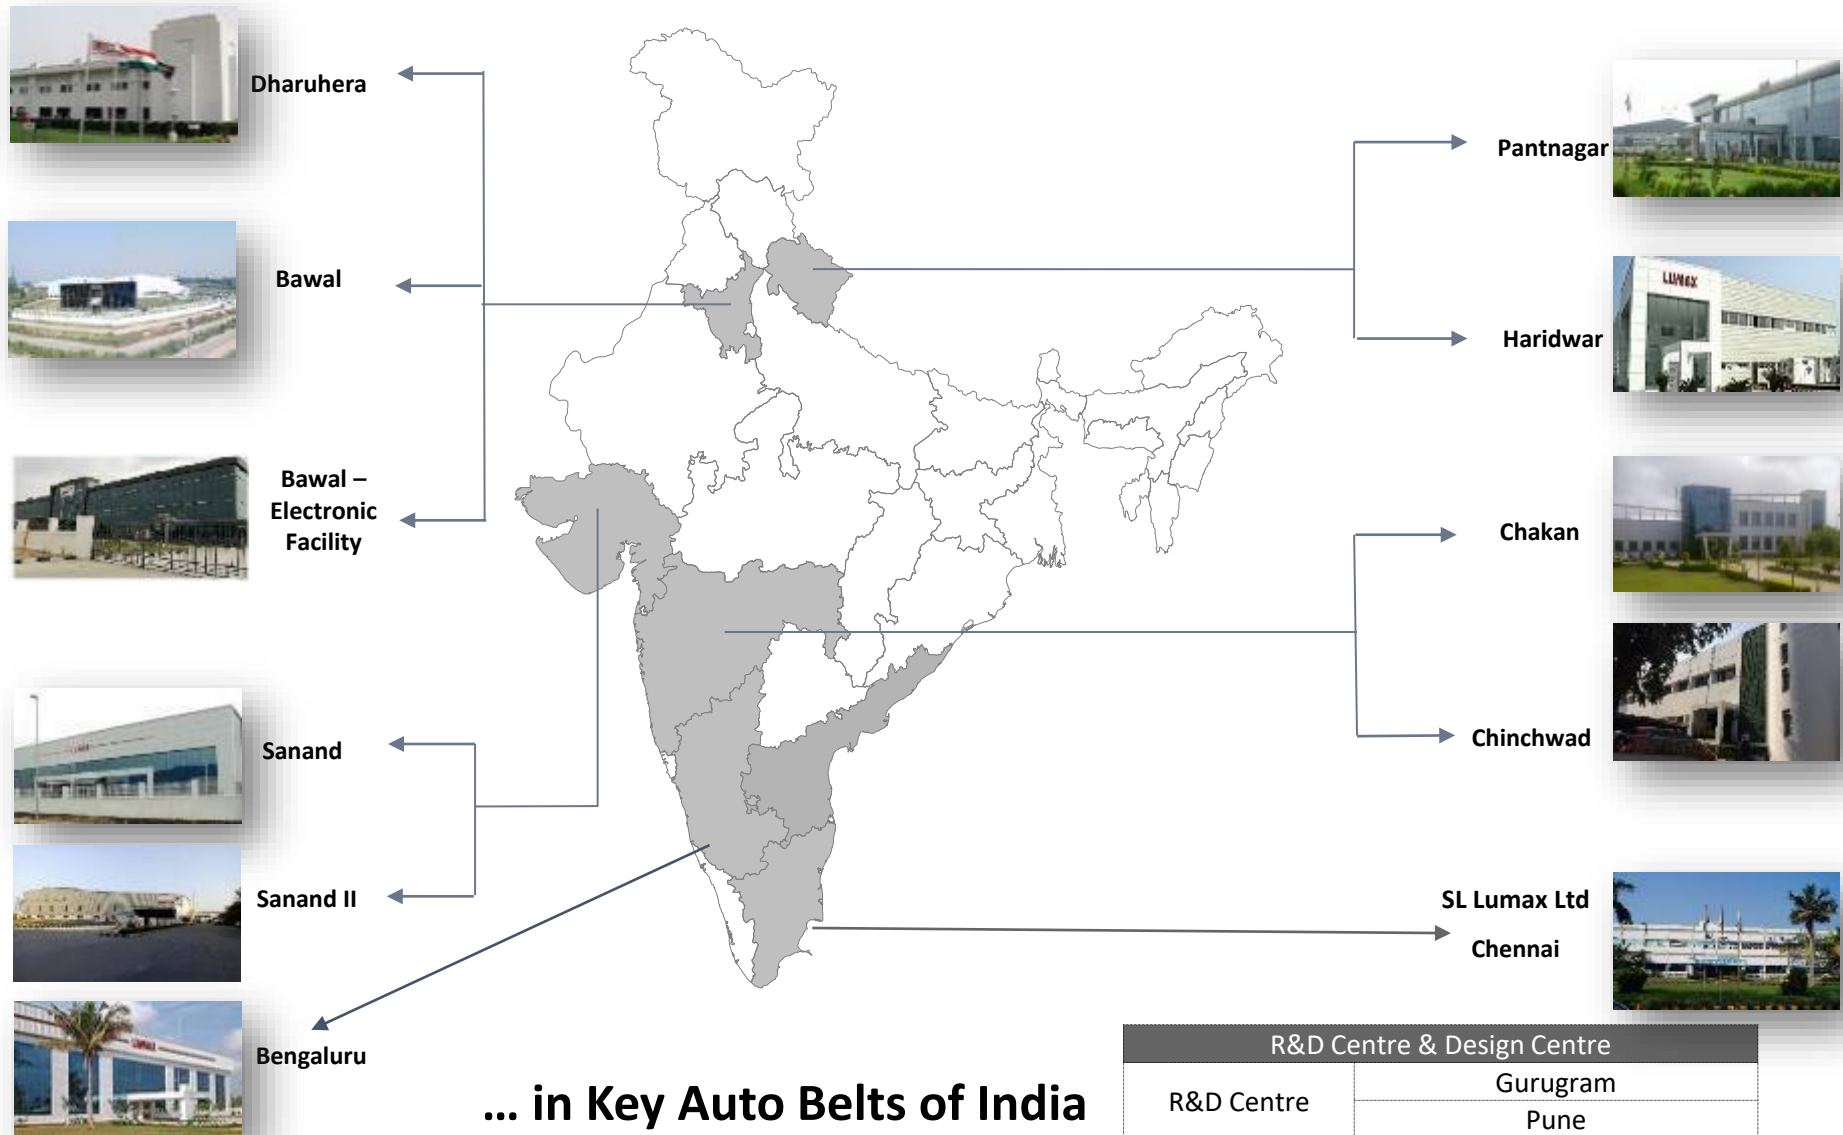 Dharuhera
Bawal
Bawal –
Electronic
Facility
Sanand
Sanand II
Bengaluru
Pantnagar
LUMAX
Haridwar
Chakan
Chinchwad
SL Lumax Ltd
Chennai
... in Key Auto Belts of India
R&D Centre & Design Centre
R&D Centre
Gurugram
Pune